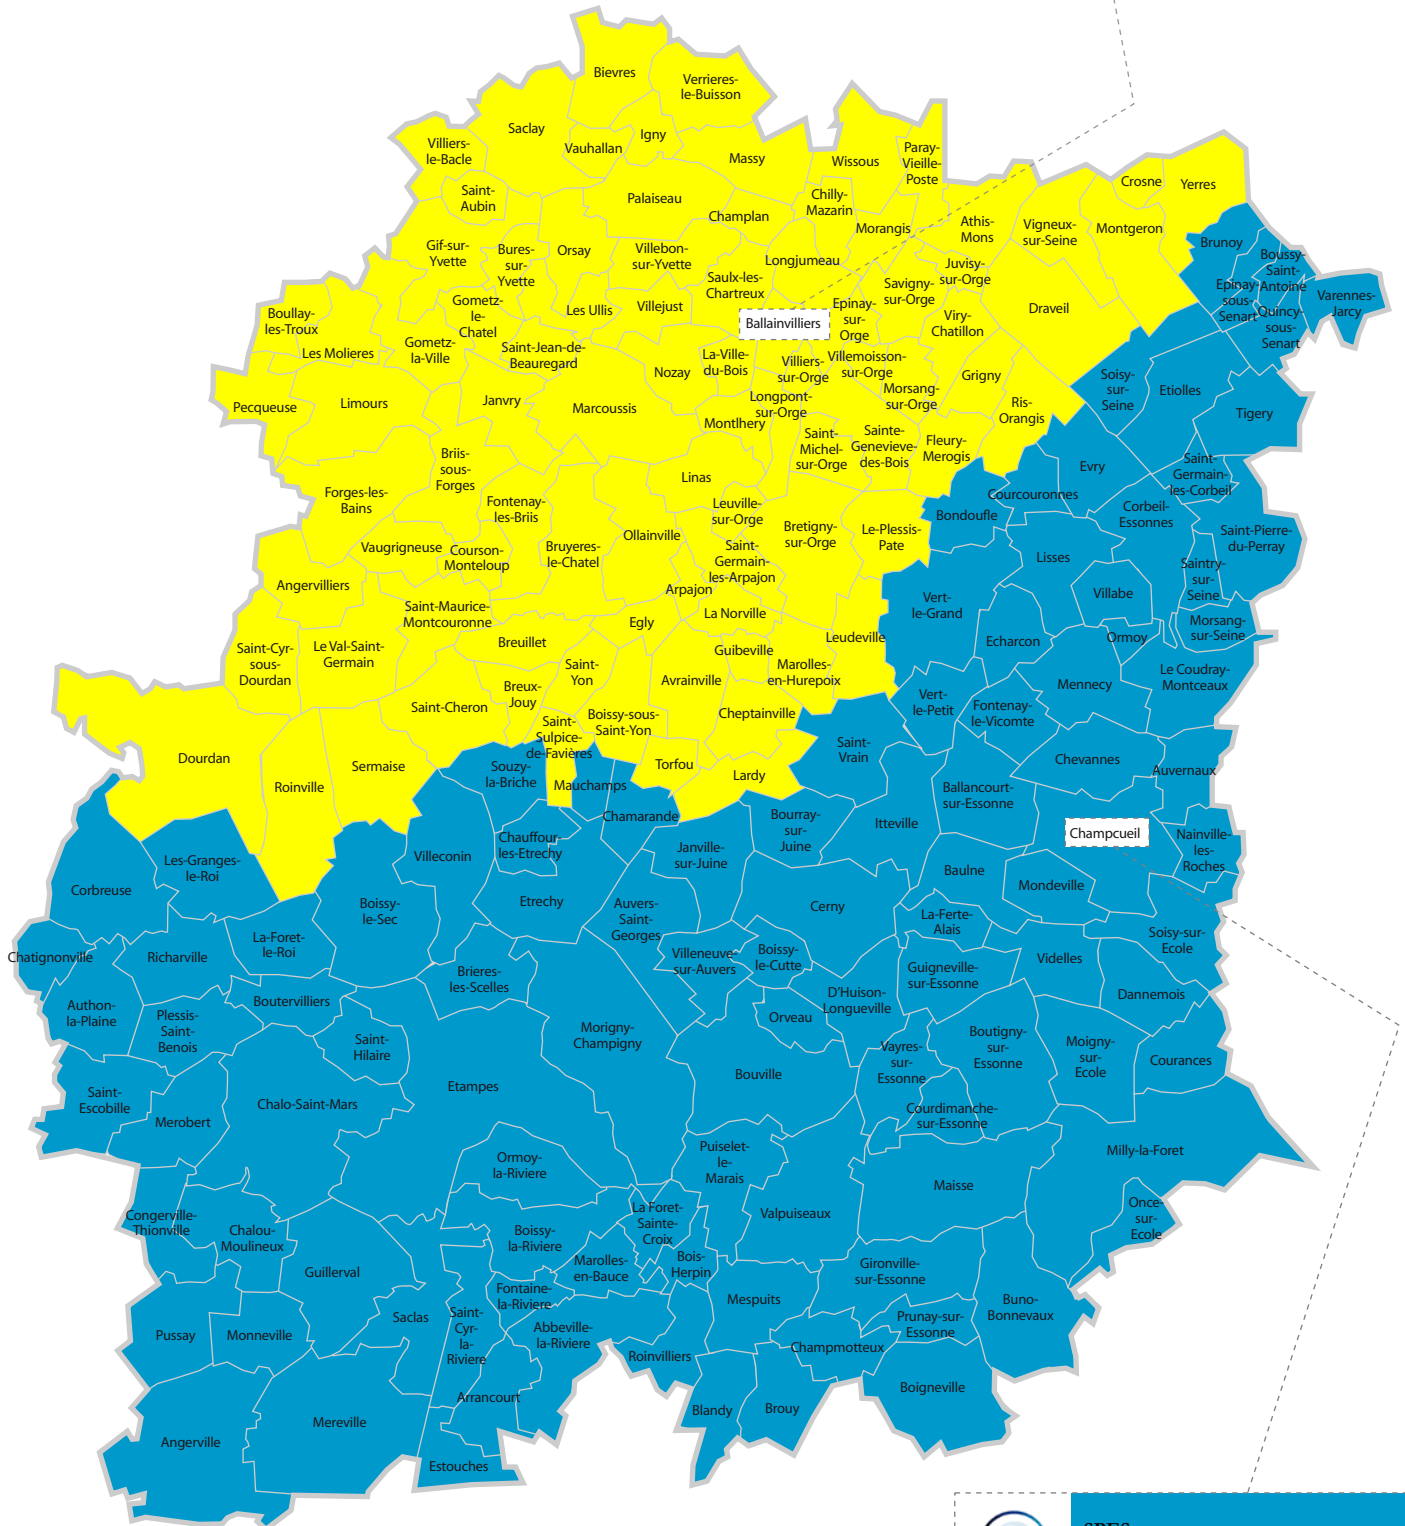 Bievres
Verrieres-
le-Buisson
Saclay
Igny
Villiers-
le-Bacle
Vauhallan
Massy
Wissous
Paray-
Vieille-
Poste
Crosne
Yerres
Saint-
Aubin
Palaiseau
Chilly-
Mazarin
Champlan
Morangis
Athis-
Mons
Vigneux-
sur-Seine
Montgeron
Brunoy
Gif-sur-
Yvette
Bures-
sur-
Yvette
Orsay
Villebon-
sur-Yvette
Longjumeau
Juvisy-
sur-Orge
Boussy-
Saint-
Antoine
Saulx-les-
Chartreux
Savigny-
sur-Orge
Epinay-
sous-
Senart
Varennes-
Jarcy
Gometz-
le-
Chatel
Les Ullis
Villejust
Epinay-
sur-
Orge
Viry-
Chatillon
Draveil
Quincy-
sous-
Senart
Boullay-
les-Troux
Ballainvilliers
Les Molieres
Gometz-
la-Ville
Saint-Jean-de-
Beauregard
Nozay
La-Ville-
du-Bois
Villiers-
sur-Orge
Villemoisson-
sur-Orge
Grigny
Soisy-
sur-
Seine
Etiolles
Pecqueuse
Limours
Janvry
Marcoussis
Longpont-
sur-Orge
Morsang-
sur-Orge
Ris-
Orangis
Tigery
Montlhery
Saint-
Michel-
sur-Orge
Sainte-
Genevieve-
des-Bois
Fleury-
Merogis
Briis-
sous-
Forges
Linas
Evry
Saint-
Germain-
les-Corbeil
Forges-les-
Bains
Fontenay-
les-Briis
Leuville-
sur-Orge
Courcouronnes
Bondoufle
Corbeil-
Essonnes
Ollainville
Bretigny-
sur-Orge
Le-Plessis-
Pate
Saint-Pierre-
du-Perray
Vaugrigneuse
Courson-
Monteloup
Bruyeres-
le-Chatel
Saint-
Germain-
les-Arpajon
Lisses
Saintry-
sur-
Seine
Angervilliers
Arpajon
Villabe
Saint-Maurice-
Montcouronne
La Norville
Vert-
le-Grand
Egly
Morsang-
sur-Seine
Saint-Cyr-
sous-
Dourdan
Le Val-Saint-
Germain
Breuillet
Guibeville
Leudeville
Echarcon
Ormoy
Saint-
Yon
Avrainville
Marolles-
en-Hurepoix
Mennecy
Le Coudray-
Montceaux
Breux-
Jouy
Vert-
le-Petit
Saint-Cheron
Boissy-sous-
Saint-Yon
Cheptainville
Fontenay-
le-Vicomte
Saint-
Sulpice-
de-Favières
Saint-
Vrain
Dourdan
Sermaise
Souzy-
la-Briche
Torfou
Lardy
Chevannes
Auvernaux
Roinville
Mauchamps
Ballancourt-
sur-Essonne
Chamarande
Bourray-
sur-
Juine
Itteville
Champcueil
Nainville-
les-
Roches
Les-Granges-
le-Roi
Villeconin
Chauffour-
les-Etrechy
Janville-
sur-Juine
Corbreuse
Baulne
Mondeville
Boissy-
le-Sec
Etrechy
Auvers-
Saint-
Georges
Cerny
La-Ferte-
Alais
Soisy-sur-
Ecole
La-Foret-
le-Roi
Chatignonville
Richarville
Villeneuve-
sur-Auvers
Boissy-
le-Cutte
Videlles
Brieres-
les-Scelles
Guigneville-
sur-Essonne
Authon-
la-Plaine
Boutervilliers
D'Huison-
Longueville
Dannemois
Plessis-
Saint-
Benois
Orveau
Saint-
Hilaire
Morigny-
Champigny
Vayres-
sur-
Essonne
Boutigny-
sur-
Essonne
Moigny-
sur-
Ecole
Courances
Etampes
Bouville
Saint-
Escobille
Chalo-Saint-Mars
Merobert
Courdimanche-
sur-Essonne
Milly-la-Foret
Ormoy-
la-Riviere
Puiselet-
le-
Marais
Maisse
Congerville-
Thionville
Chalou-
Moulineux
La Foret-
Sainte-
Croix
Valpuiseaux
Once-
sur-
Ecole
Boissy-
la-Riviere
Guillerval
Marolles-
en-Bauce
Bois-
Herpin
Gironville-
sur-Essonne
Fontaine-
la-Riviere
Mespuits
Buno-
Bonnevaux
Saclas
Saint-
Cyr-
la-
Riviere
Pussay
Monneville
Abbeville-
la-Riviere
Prunay-sur-
Essonne
Roinvilliers
Champmotteux
Arrancourt
Boigneville
Mereville
Blandy
Brouy
Angerville
Estouches